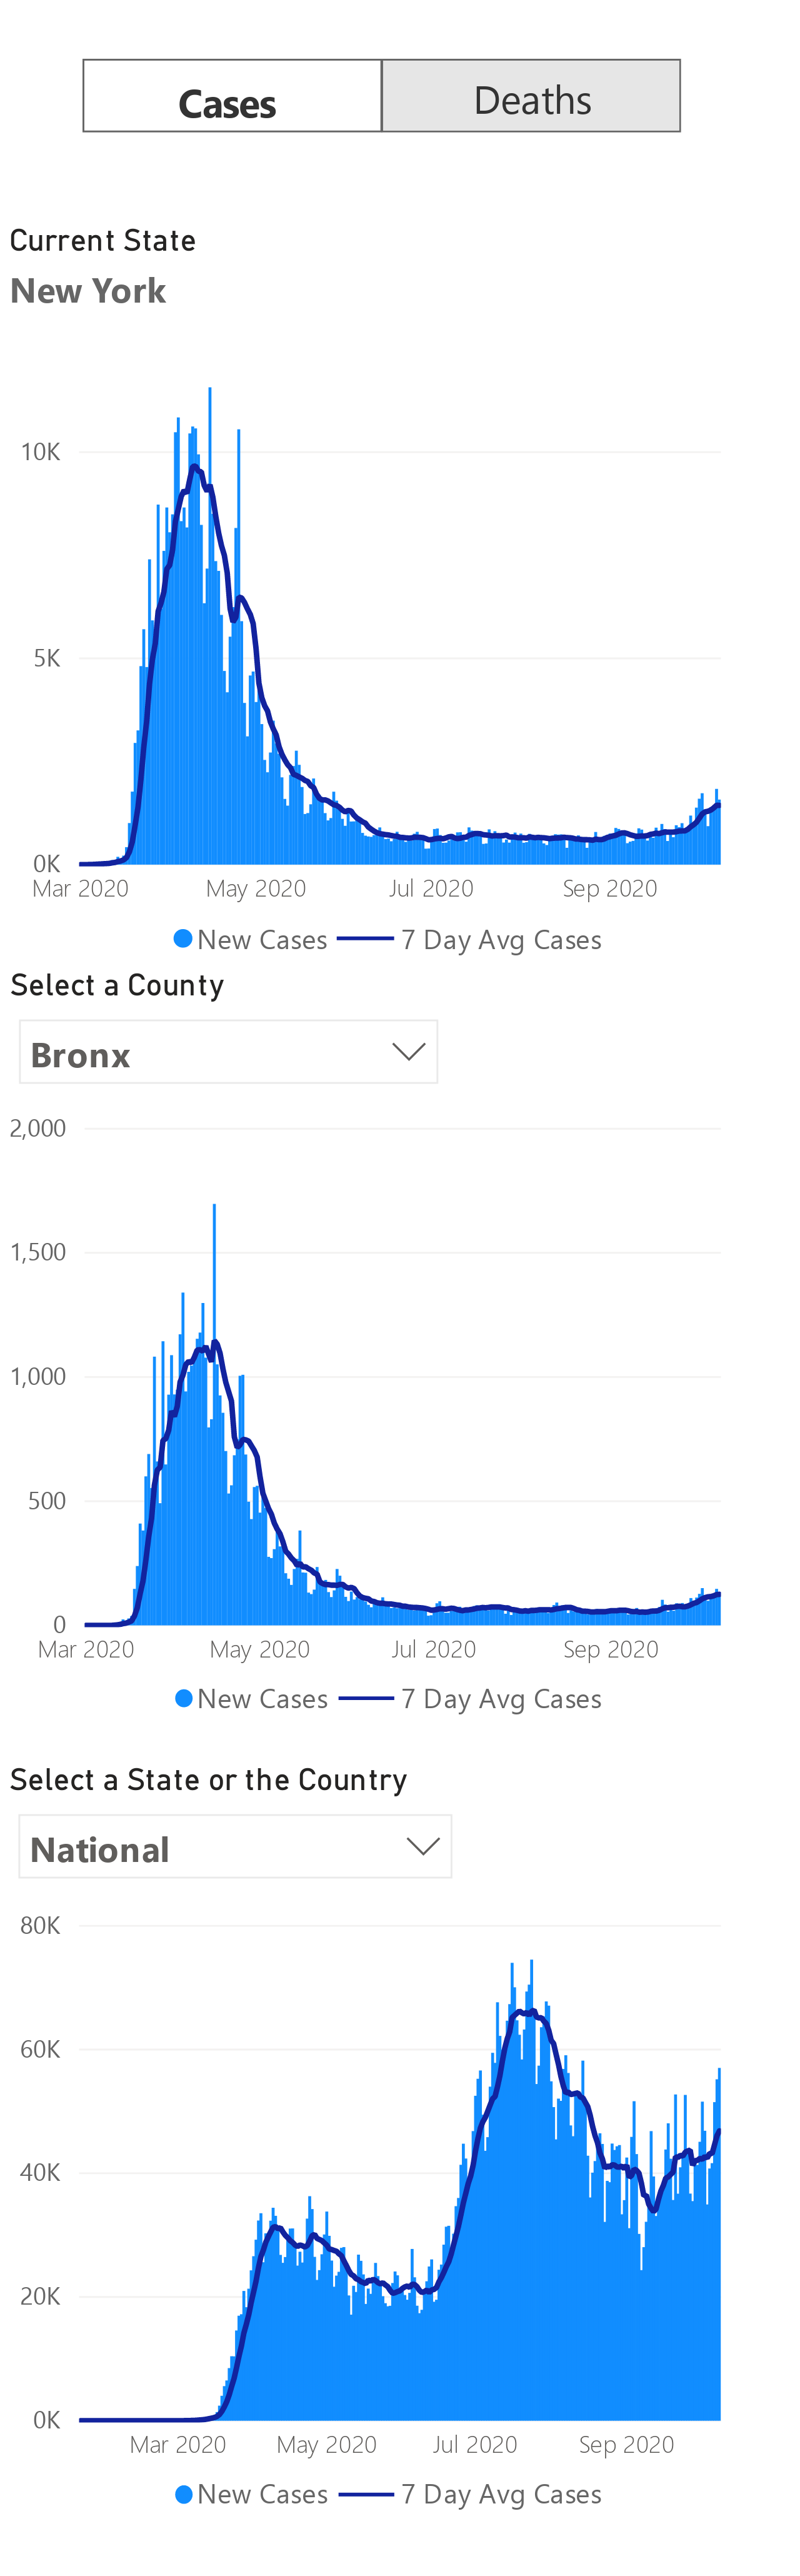 Cases Deaths
Current State
New York
10K
5K
0K
Mar 2020 May 2020 Jul 2020 Sep 2020
New Cases 7 Day Avg Cases
Select a County
Bronx
2,000
1,500
1,000
500
0
Mar 2020 May 2020 Jul 2020 Sep 2020
New Cases 7 Day Avg Cases
Select a State or the Country
National
80K
60K
40K
20K
0K
Mar 2020 May 2020 Jul 2020 Sep 2020
New Cases 7 Day Avg Cases